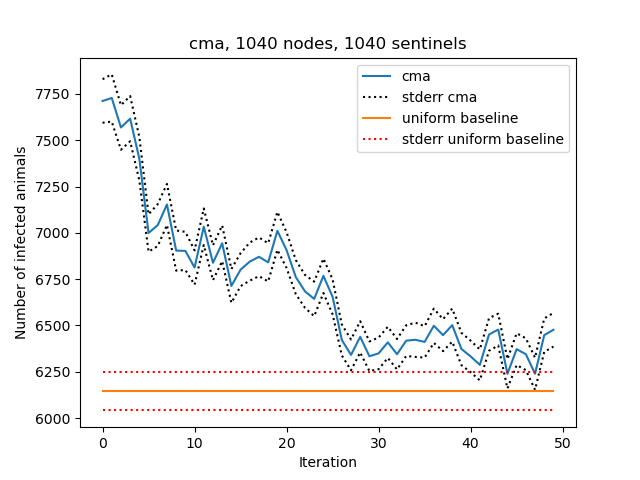 cma, 1040 nodes, 1040 sentinels
cma
stderr cma
uniform baseline
stderr uniform baseline
Number of infected animals
7750
7500
7250
7000
6750
6500
6250
6000
0 10 20 30 40 50
Iteration